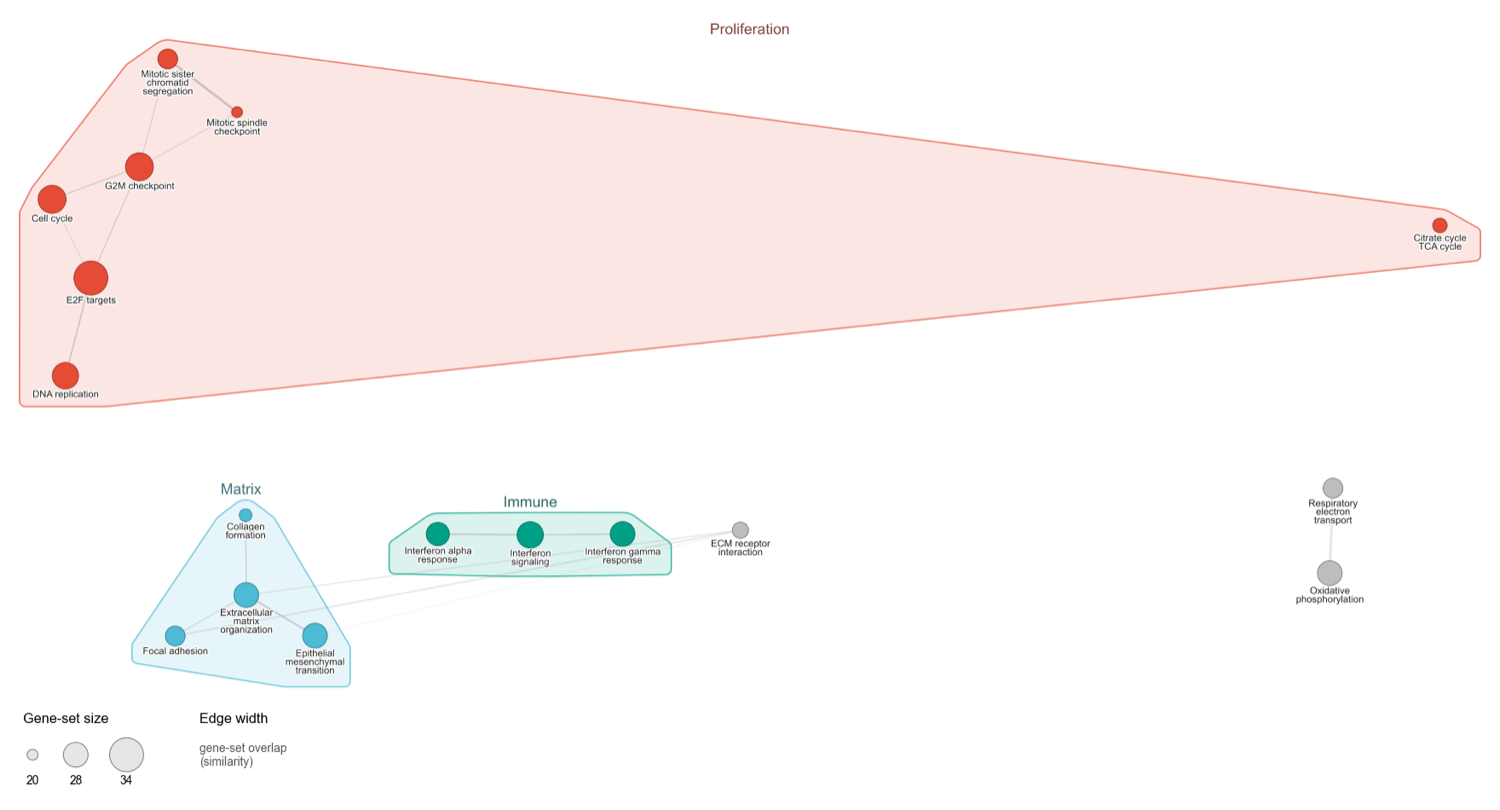 Proliferation
Mitotic sister
chromatid
segregation
Mitotic spindle
checkpoint
G2M checkpoint
Cell cycle
Citrate cycle
TCA cycle
E2F targets
DNA replication
Matrix
Collagen
formation
Immune
Interferon alpha
response
Interferon
signaling
Interferon gamma
response
ECM receptor
interaction
Respiratory
electron
transport
Oxidative
phosphorylation
Extracellular
matrix
organization
Focal adhesion
Epithelial
mesenchymal
transition
Gene-set size
20
28
34
Edge width
gene-set overlap
(similarity)